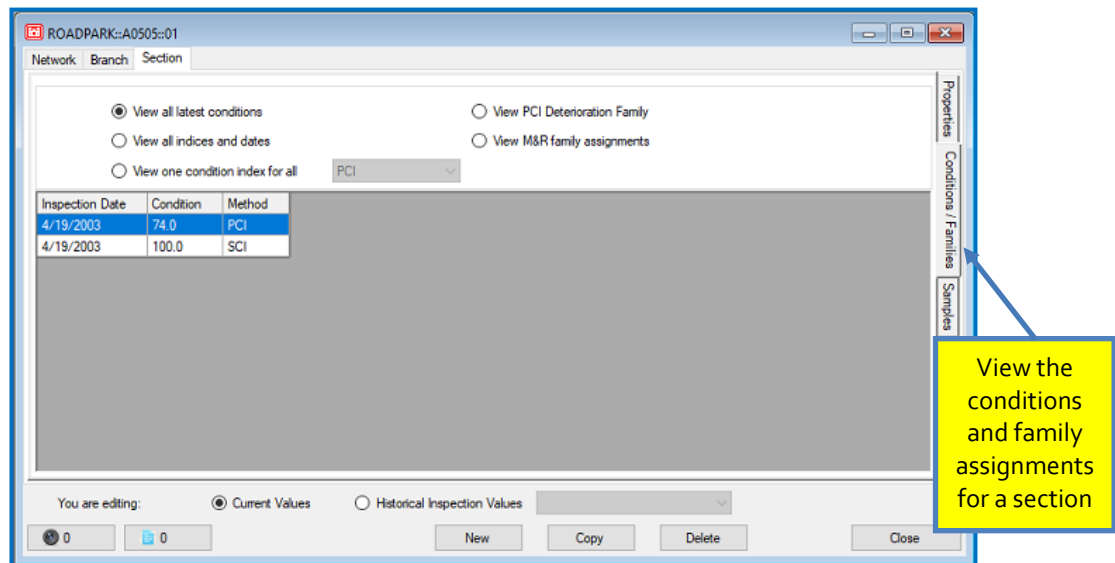 ROADPARK::A0505::01
Network Branch Section
View all latest conditions
View PCI Deterioration Family
View all indices and dates
View M&R family assignments
View one condition index for all PCI
Properties
Conditions / Families
Samples
Inspection Date Condition Method
4/19/2003 74.0 PCI
4/19/2003 100.0 SCI
View the
conditions
and family
assignments
for a section
You are editing: Current Values Historical Inspection Values
0 0 New Copy Delete Close